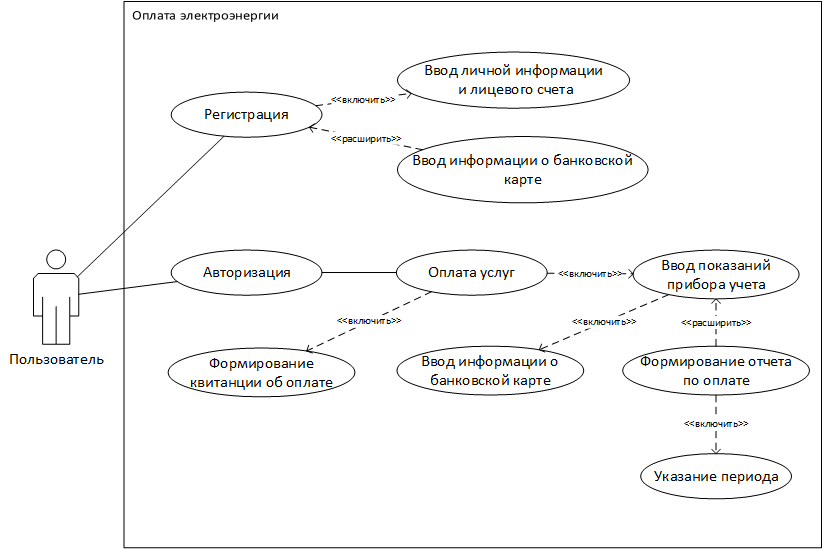 Оплата электроэнергии
Ввод личной информации
и лицевого счета
<<включить>>
Регистрация
<<расширить>>
Ввод информации о банковской
карте
Авторизация
Оплата услуг
<<включить>>
Ввод показаний
прибора учета
<<включить>>
<<включить>>
<<расширить>>
Пользователь
Формирование
квитанции об оплате
Ввод информации о
банковской карте
Формирование отчета
по оплате
<<включить>>
Указание периода